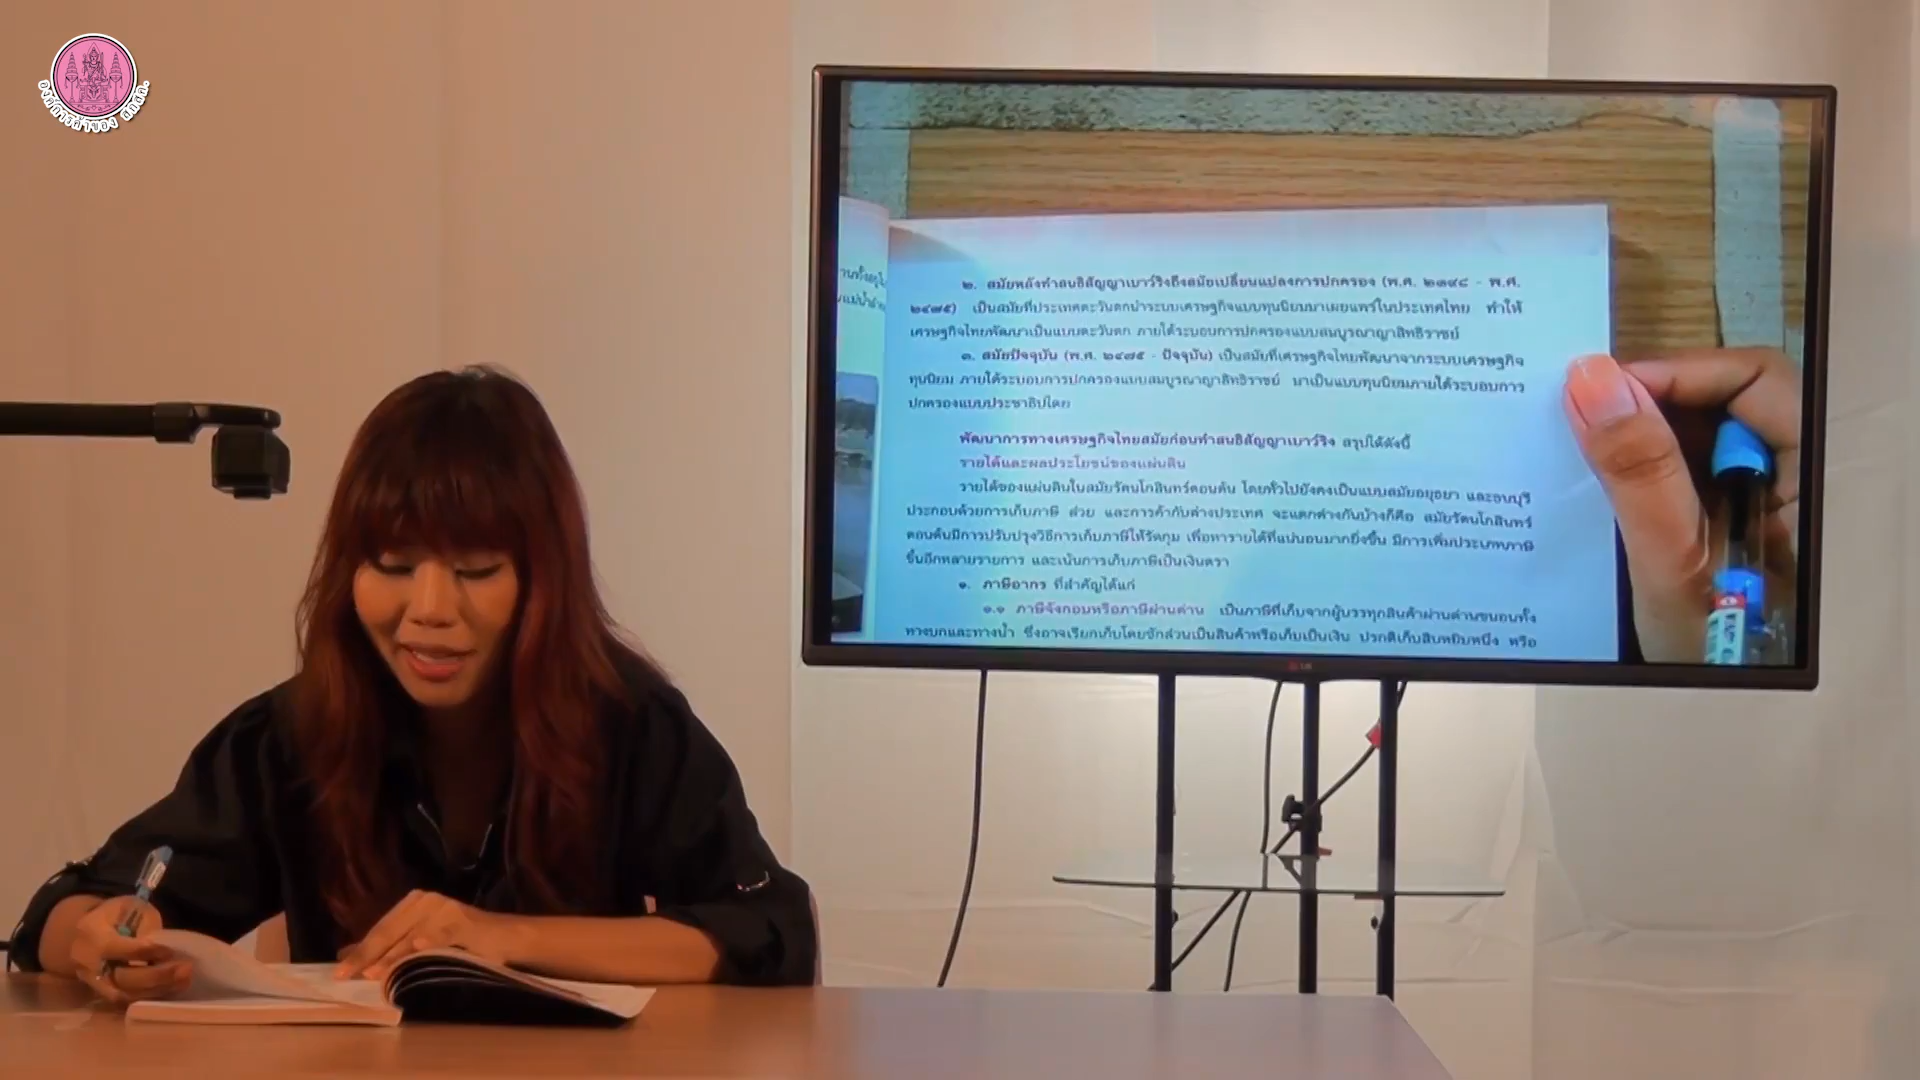 องค์การค้าของ สกสค.
๒. สมัยหลังทำสนธิสัญญาเบาว์ริงถึงสมัยเปลี่ยนแปลงการปกครอง (พ.ศ. ๒๓๙๘ - พ.ศ.
๒๔๗๕) เป็นสมัยที่ประเทศตะวันตกนำระบบเศรษฐกิจแบบทุนนิยมมาเผยแพร่ในประเทศไทย ทำให้
เศรษฐกิจไทยพัฒนาเป็นแบบตะวันตก ภายใต้ระบอบการปกครองแบบสมบูรณาญาสิทธิราชย์
๓. สมัยปัจจุบัน (พ.ศ. ๒๔๗๕ - ปัจจุบัน) เป็นสมัยที่เศรษฐกิจไทยพัฒนาจากระบบเศรษฐกิจ
ทุนนิยม ภายใต้ระบอบการปกครองแบบสมบูรณาญาสิทธิราชย์ มาเป็นแบบทุนนิยมภายใต้ระบอบการ
ปกครองแบบประชาธิปไตย
พัฒนาการทางเศรษฐกิจไทยสมัยก่อนทำสนธิสัญญาเบาว์ริง สรุปได้ดังนี้
รายได้และผลประโยชน์ของแผ่นดิน
รายได้ของแผ่นดินในสมัยรัตนโกสินทร์ตอนต้น โดยทั่วไปยังคงเป็นแบบสมัยอยุธยา และธนบุรี
ประกอบด้วยการเก็บภาษี ส่วย และการค้ากับต่างประเทศ จะแตกต่างกันบ้างก็คือ สมัยรัตนโกสินทร์
ตอนต้นมีการปรับปรุงวิธีการเก็บภาษีให้รัดกุม เพื่อหารายได้ที่แน่นอนมากยิ่งขึ้น มีการเพิ่มประเภทภาษี
ขึ้นอีกหลายรายการ และเน้นการเก็บภาษีเป็นเงินตรา
๑. ภาษีอากร ที่สำคัญได้แก่
๑.๑ ภาษีจังกอบหรือภาษีผ่านด่าน เป็นภาษีที่เก็บจากผู้บรรทุกสินค้าผ่านด่านขนอนทั้ง
ทางบกและทางน้ำ ซึ่งอาจเรียกเก็บโดยชักส่วนเป็นสินค้าหรือเก็บเป็นเงิน ปรกติเก็บสิบหยิบหนึ่ง หรือ
LG